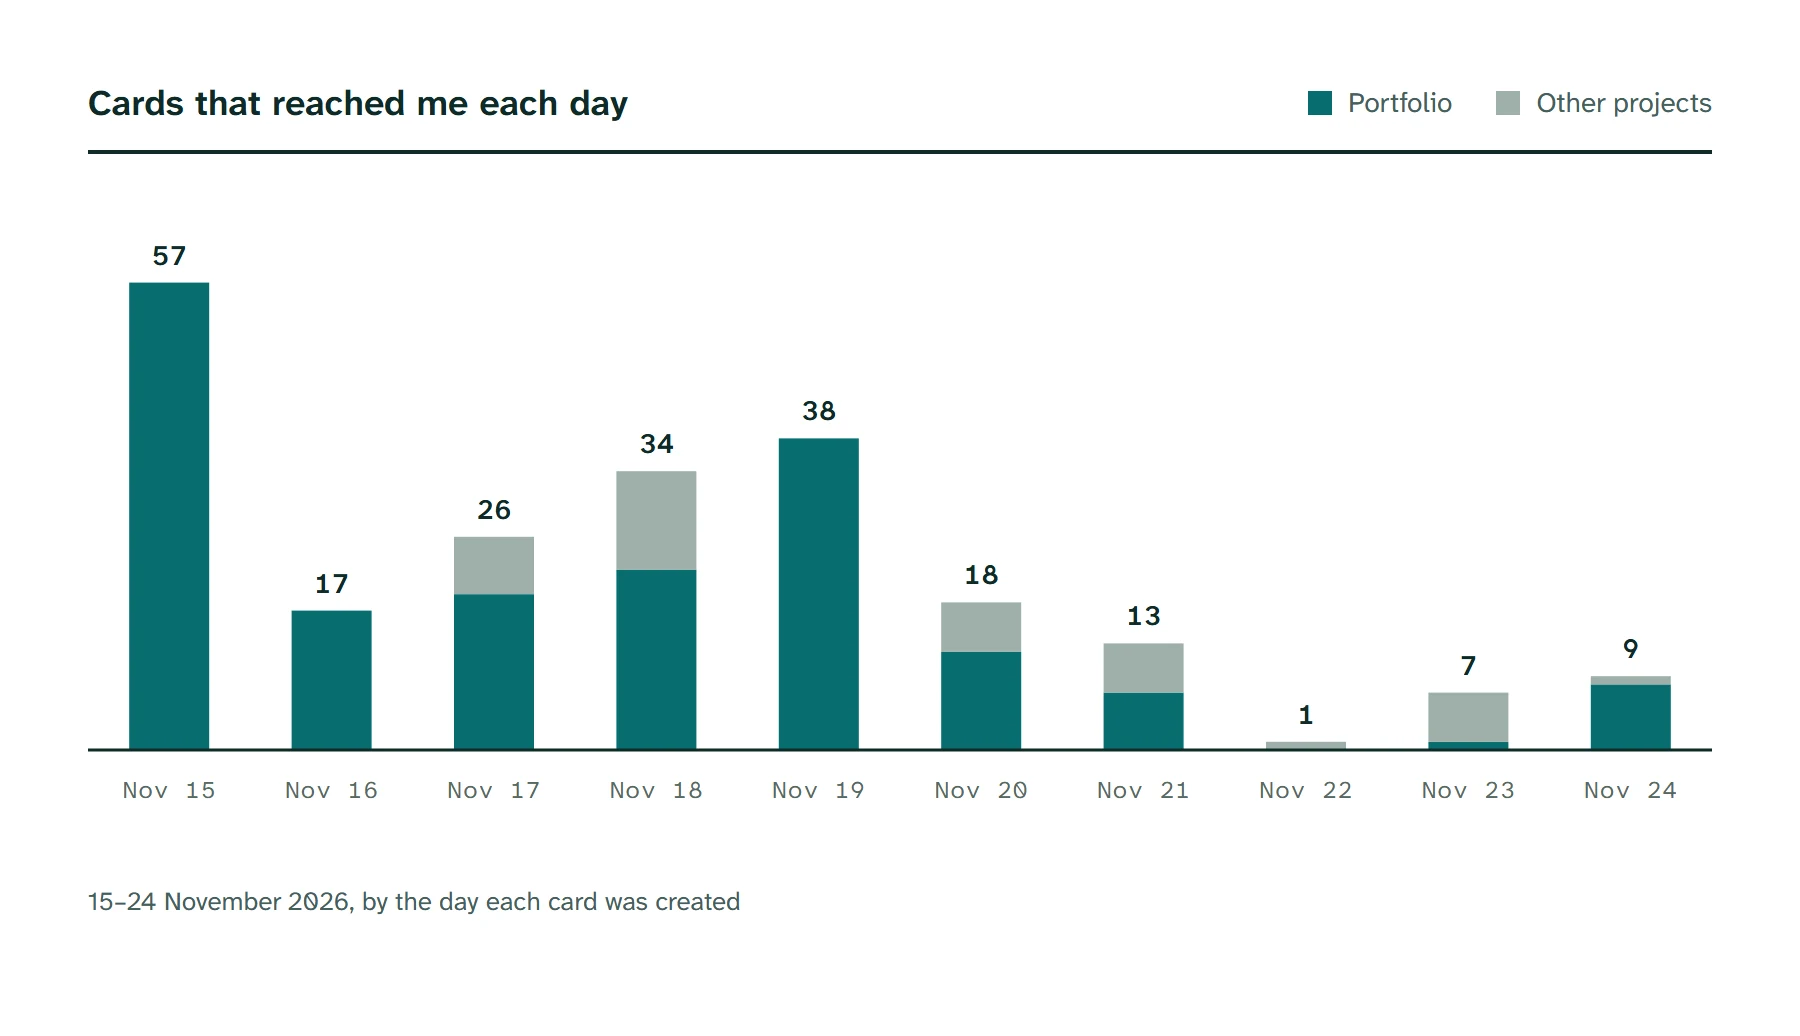 Cards that reached me each day
Portfolio
Other projects
57
17
26
34
38
18
13
1
7
9
Nov 15
Nov 16
Nov 17
Nov 18
Nov 19
Nov 20
Nov 21
Nov 22
Nov 23
Nov 24
15–24 November 2026, by the day each card was created